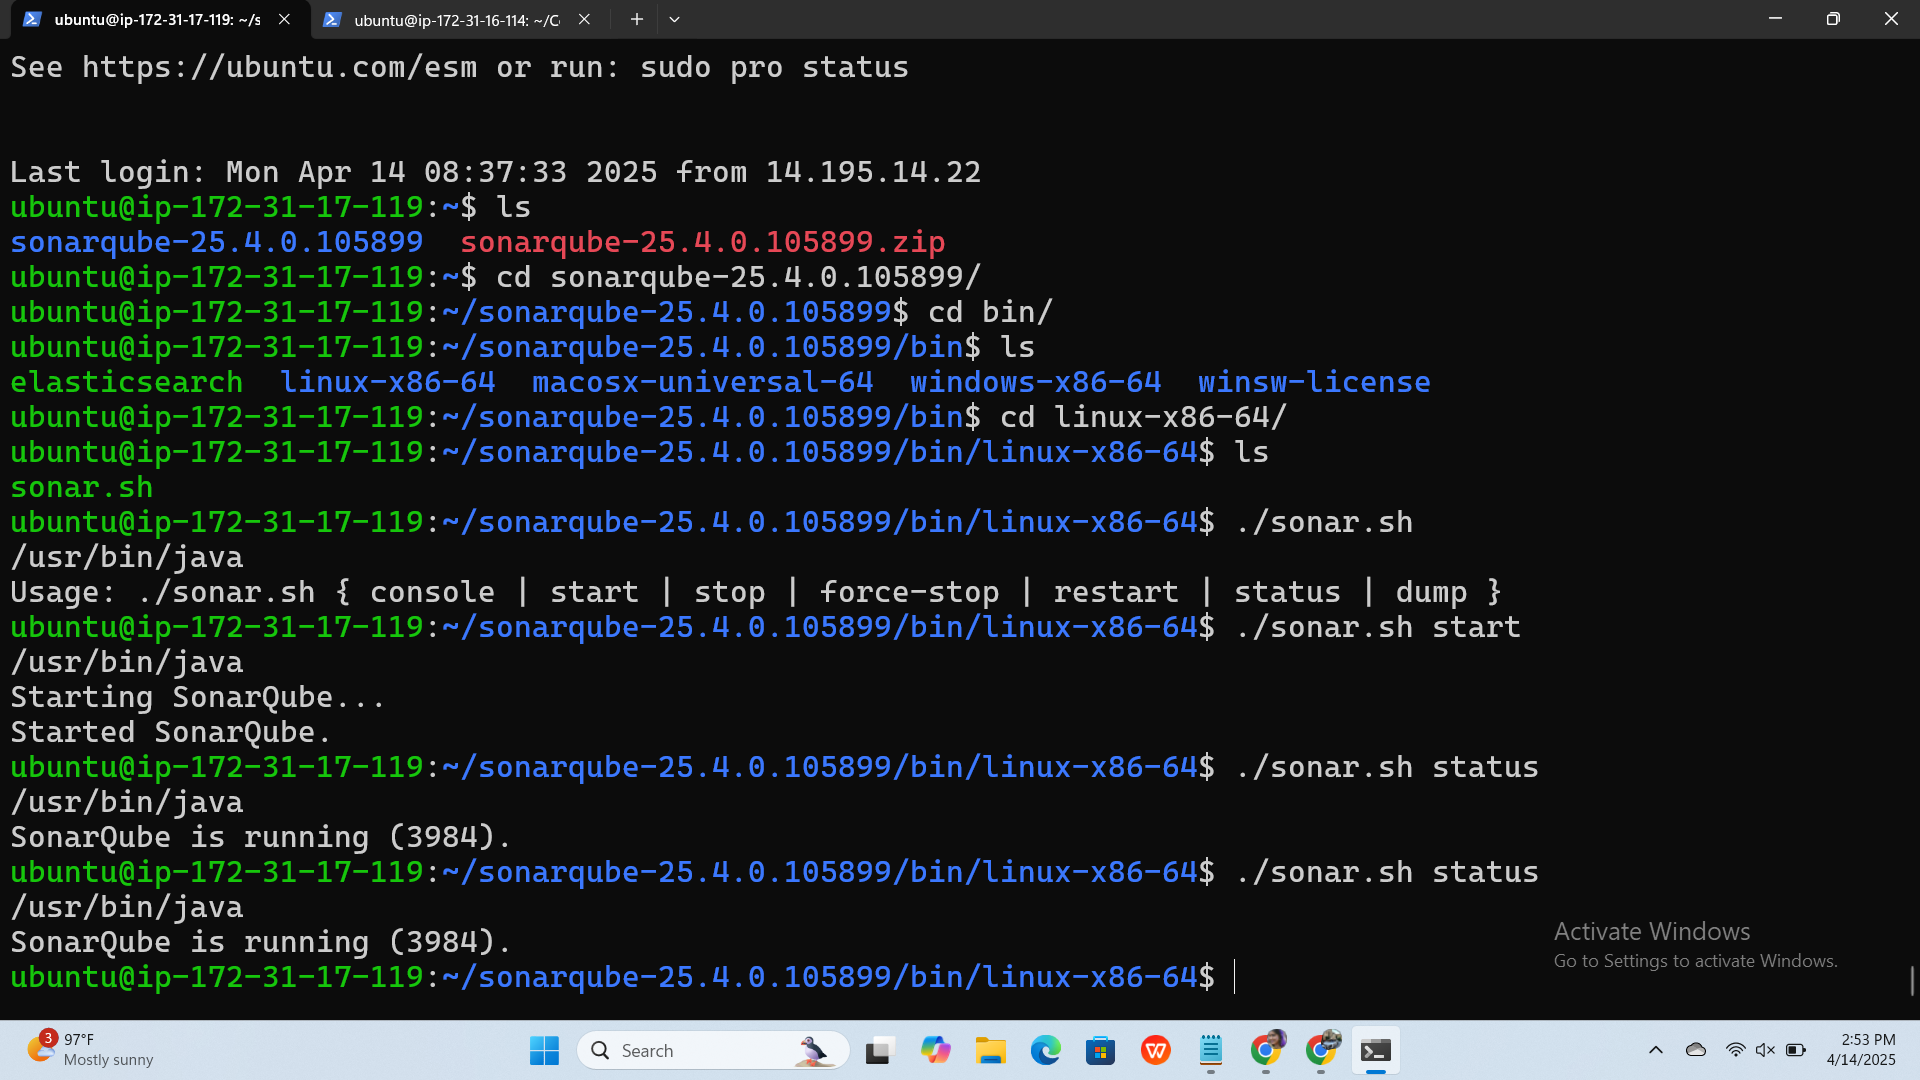 ubuntu@ip-172-31-17-119: ~/s
ubuntu@ip-172-31-16-114: ~/C
See https://ubuntu.com/esm or run: sudo pro status
Last login: Mon Apr 14 08:37:33 2025 from 14.195.14.22
ubuntu@ip-172-31-17-119:~$ ls
sonarqube-25.4.0.105899  sonarqube-25.4.0.105899.zip
ubuntu@ip-172-31-17-119:~$ cd sonarqube-25.4.0.105899/
ubuntu@ip-172-31-17-119:~/sonarqube-25.4.0.105899$ cd bin/
ubuntu@ip-172-31-17-119:~/sonarqube-25.4.0.105899/bin$ ls
elasticsearch  linux-x86-64  macosx-universal-64  windows-x86-64  winsw-license
ubuntu@ip-172-31-17-119:~/sonarqube-25.4.0.105899/bin$ cd linux-x86-64/
ubuntu@ip-172-31-17-119:~/sonarqube-25.4.0.105899/bin/linux-x86-64$ ls
sonar.sh
ubuntu@ip-172-31-17-119:~/sonarqube-25.4.0.105899/bin/linux-x86-64$ ./sonar.sh
/usr/bin/java
Usage: ./sonar.sh { console | start | stop | force-stop | restart | status | dump }
ubuntu@ip-172-31-17-119:~/sonarqube-25.4.0.105899/bin/linux-x86-64$ ./sonar.sh start
/usr/bin/java
Starting SonarQube...
Started SonarQube.
ubuntu@ip-172-31-17-119:~/sonarqube-25.4.0.105899/bin/linux-x86-64$ ./sonar.sh status
/usr/bin/java
SonarQube is running (3984).
ubuntu@ip-172-31-17-119:~/sonarqube-25.4.0.105899/bin/linux-x86-64$ ./sonar.sh status
/usr/bin/java
SonarQube is running (3984).
ubuntu@ip-172-31-17-119:~/sonarqube-25.4.0.105899/bin/linux-x86-64$
Activate Windows
Go to Settings to activate Windows.
3
97°F
Mostly sunny
Search
2:53 PM
4/14/2025